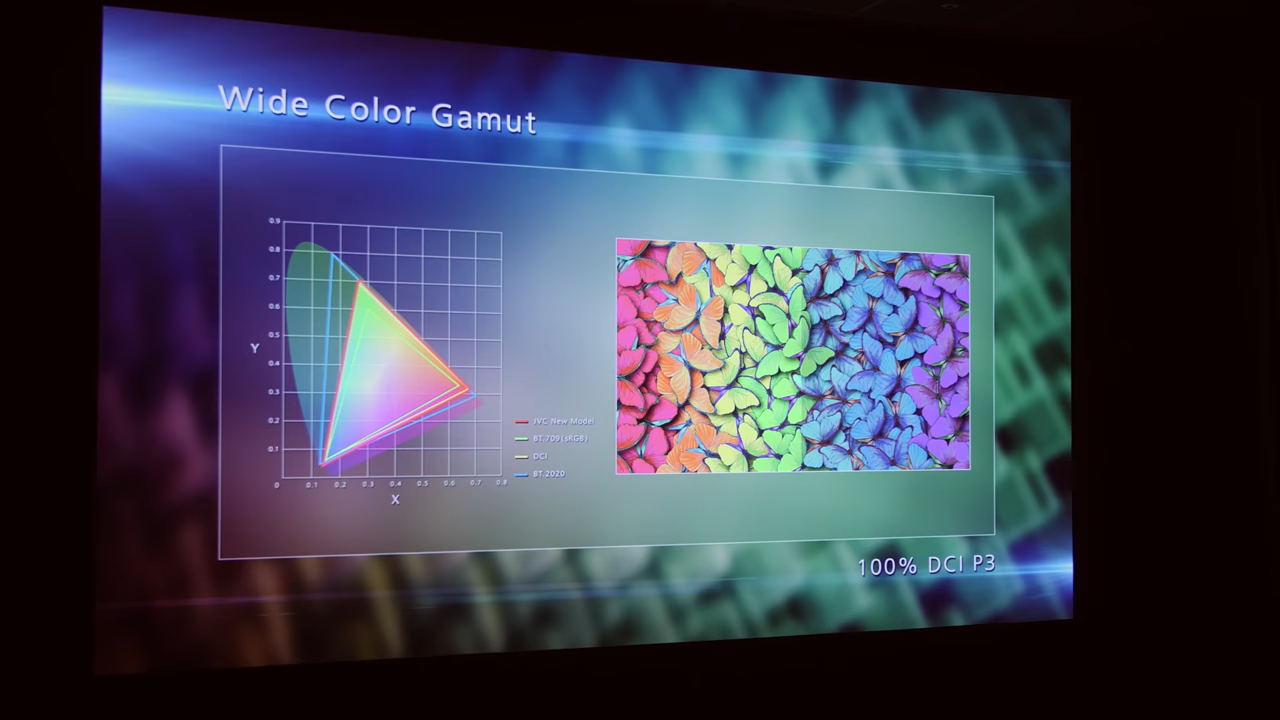 Wide Color Gamut
0.9
0.8
0.7
0.6
0.5
Y
0.4
0.3
0.2
0.1
0 0.1 0.2 0.3 0.4 0.5 0.6 0.7 0.8
X
JVC New Model
BT.709(sRGB)
DCI
BT.2020
100% DCI P3